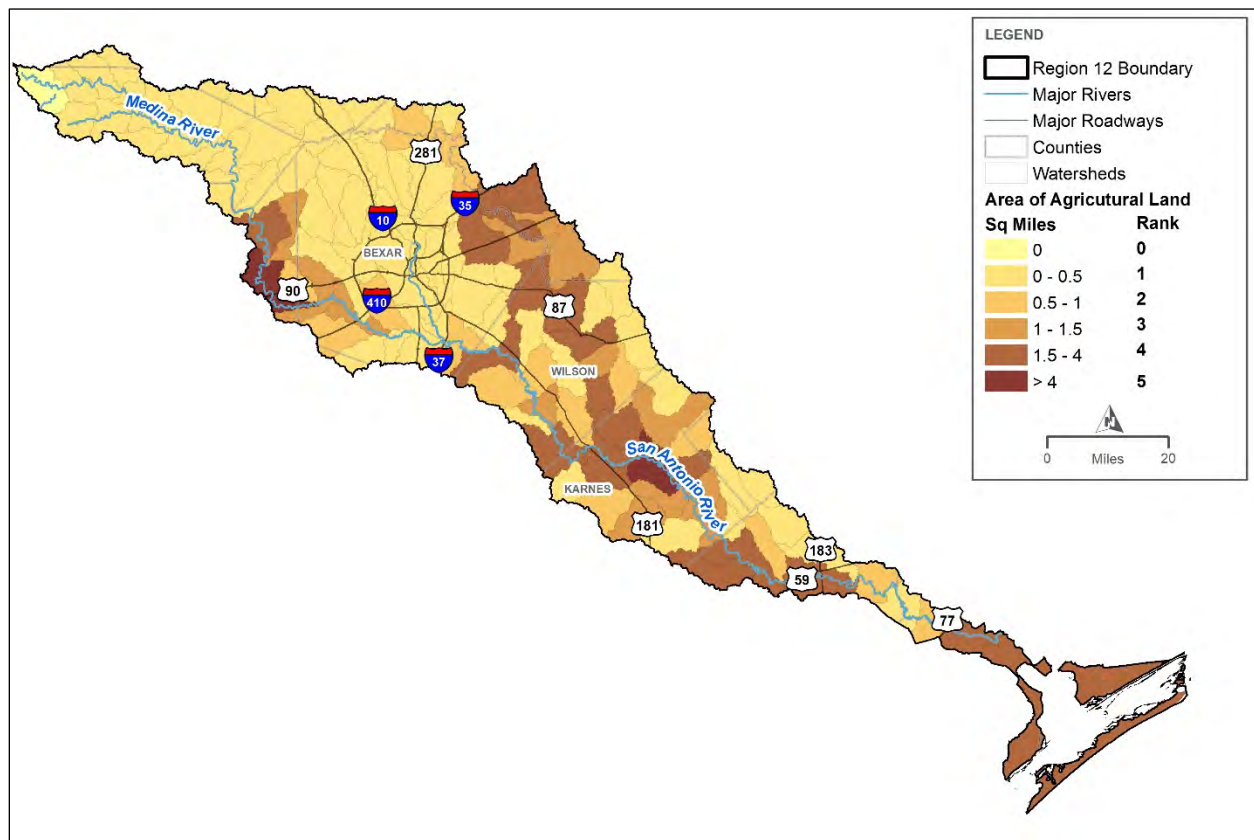 LEGEND
Region 12 Boundary
Major Rivers
Major Roadways
Counties
Watersheds
Area of Agricutural Land
Sq Miles Rank
0 0
0 - 0.5 1
0.5 - 1 2
1 - 1.5 3
1.5 - 4 4
> 4 5
N
0 20
Miles
Medina River
281
35
10
BEXAR
90
410
87
37
WILSON
San Antonio River
KARNES
181
183
59
77